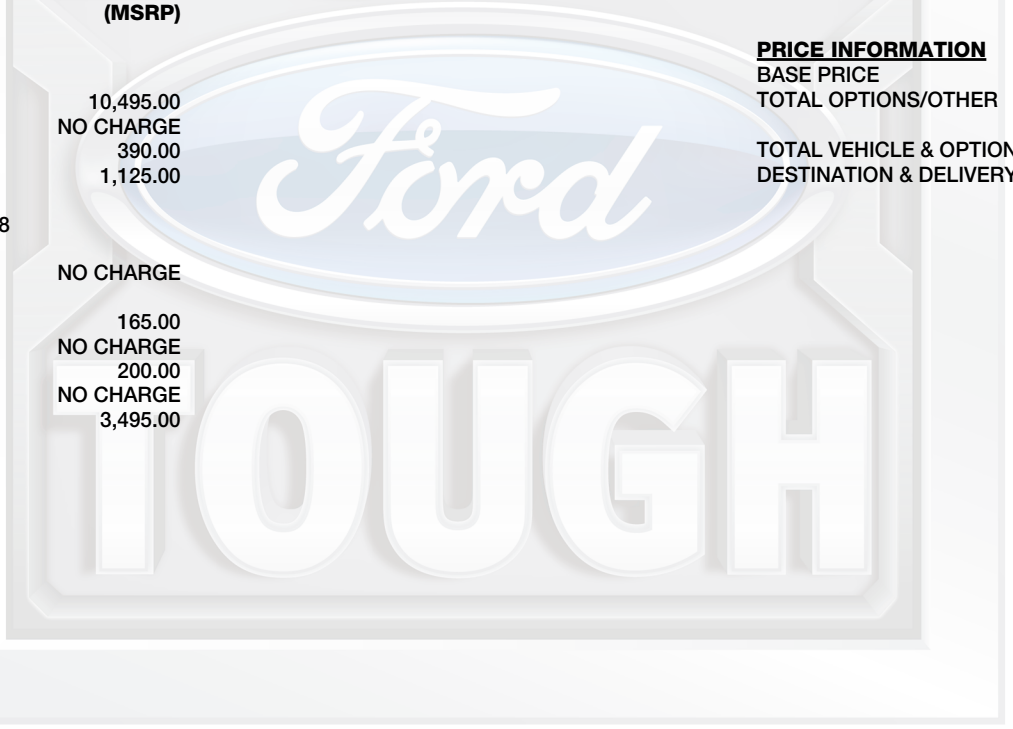 (MSRP)
10,495.00
NO CHARGE
390.00
1,125.00
8
NO CHARGE
165.00
NO CHARGE
200.00
NO CHARGE
3,495.00
PRICE INFORMATION
BASE PRICE
TOTAL OPTIONS/OTHER
TOTAL VEHICLE & OPTION
DESTINATION & DELIVERY
Ford
TOUGH